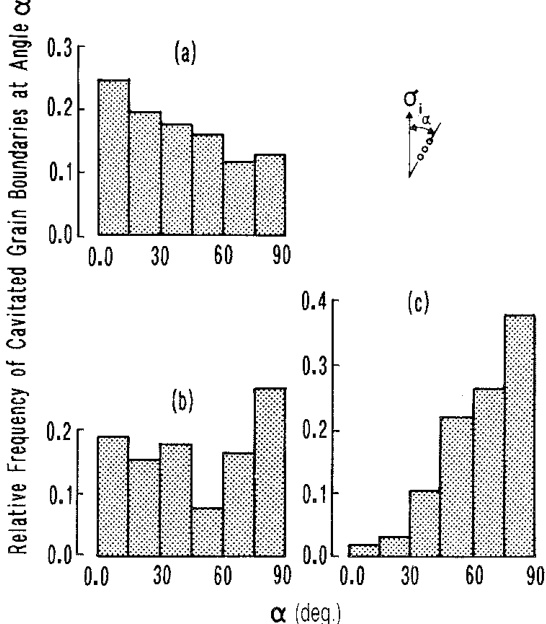 Relative Frequency of Cavitated Grain Boundaries at Angle α
(a)
0.3
0.2
0.1
0.0
0.0 30 60 90
σi
α
(b)
0.2
0.1
0.0
0.0 30 60 90
(c)
0.4
0.3
0.2
0.1
0.0
0.0 30 60 90
α (deg.)